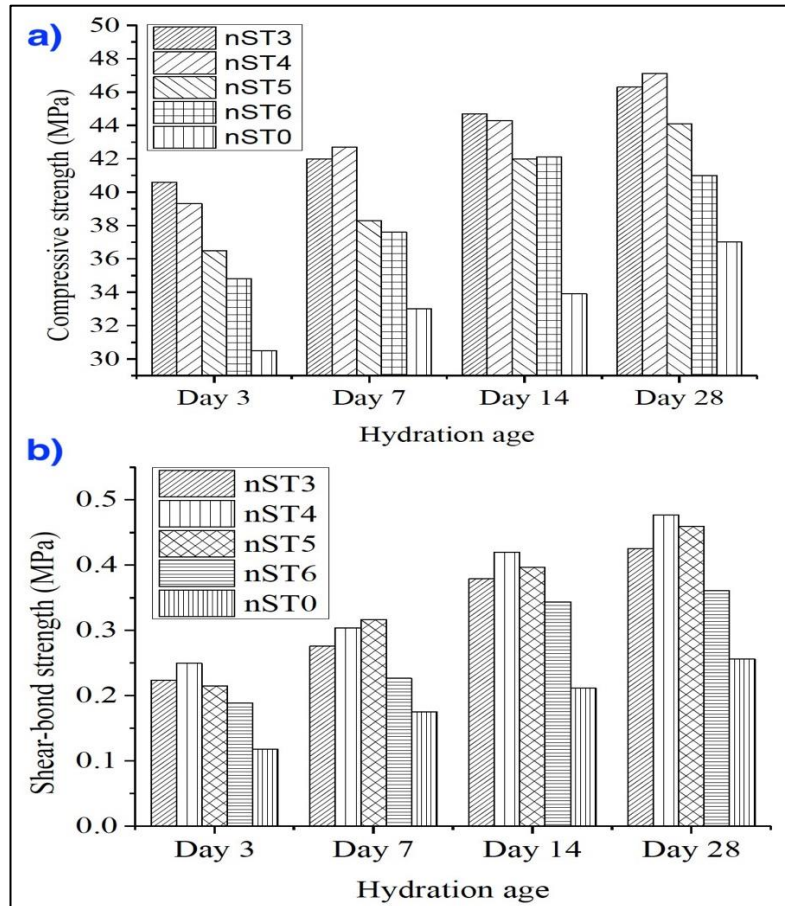 a)
nST3
nST4
nST5
nST6
nST0
50
48
46
44
42
40
38
36
34
32
30
Compressive strength (MPa)
Day 3 Day 7 Day 14 Day 28
Hydration age
b)
nST3
nST4
nST5
nST6
nST0
0.5
0.4
0.3
0.2
0.1
0.0
Shear-bond strength (MPa)
Day 3 Day 7 Day 14 Day 28
Hydration age